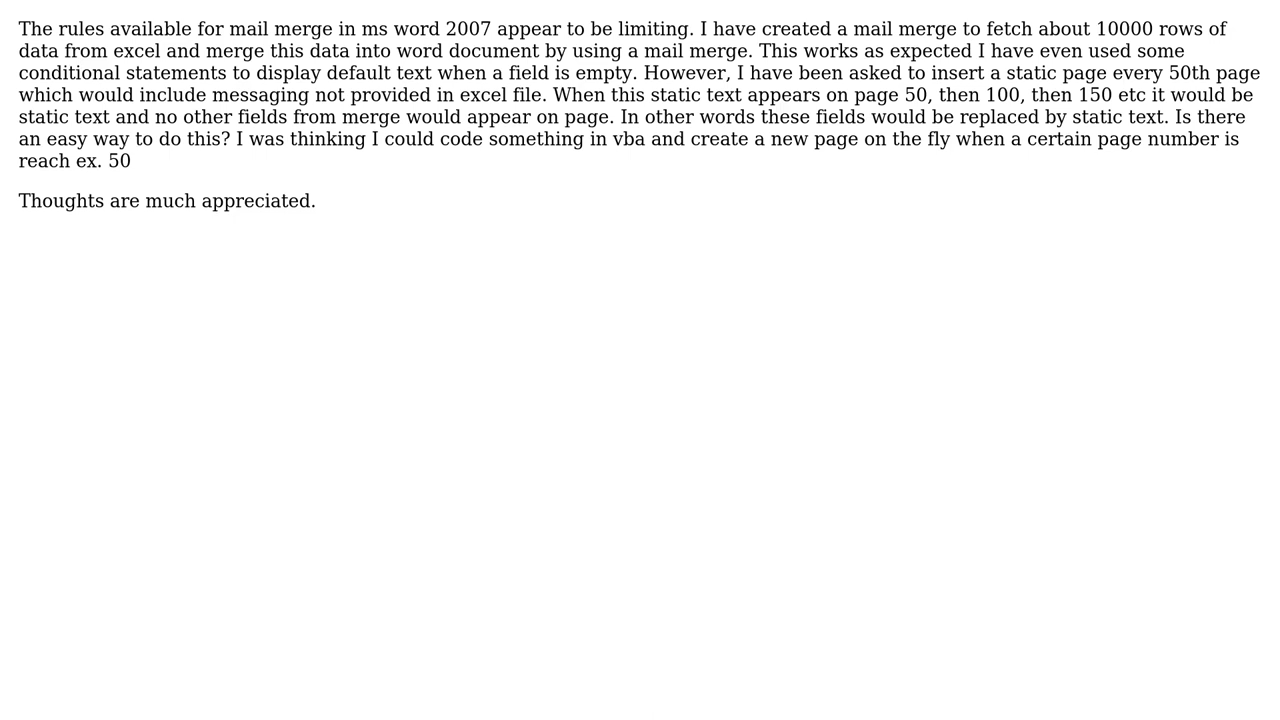 The rules available for mail merge in ms word 2007 appear to be limiting. I have created a mail merge to fetch about 10000 rows of
data from excel and merge this data into word document by using a mail merge. This works as expected I have even used some
conditional statements to display default text when a field is empty. However, I have been asked to insert a static page every 50th page
which would include messaging not provided in excel file. When this static text appears on page 50, then 100, then 150 etc it would be
static text and no other fields from merge would appear on page. In other words these fields would be replaced by static text. Is there
an easy way to do this? I was thinking I could code something in vba and create a new page on the fly when a certain page number is
reach ex. 50
Thoughts are much appreciated.